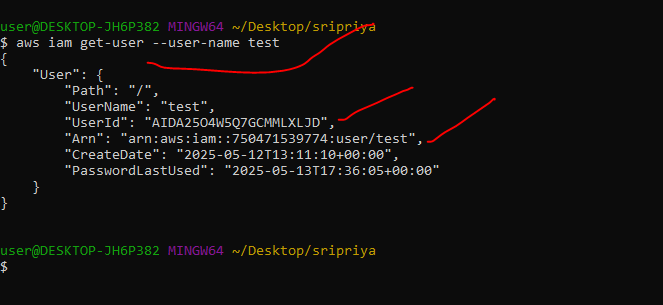 user@DESKTOP-JH6P382 MINGW64 ~/Desktop/sripriya
$ aws iam get-user --user-name test
{
    "User": {
        "Path": "/",
        "UserName": "test",
        "UserId": "AIDA25O4W5Q7GCMMLXLJD",
        "Arn": "arn:aws:iam::750471539774:user/test",
        "CreateDate": "2025-05-12T13:11:10+00:00",
        "PasswordLastUsed": "2025-05-13T17:36:05+00:00"
    }
}
user@DESKTOP-JH6P382 MINGW64 ~/Desktop/sripriya
$